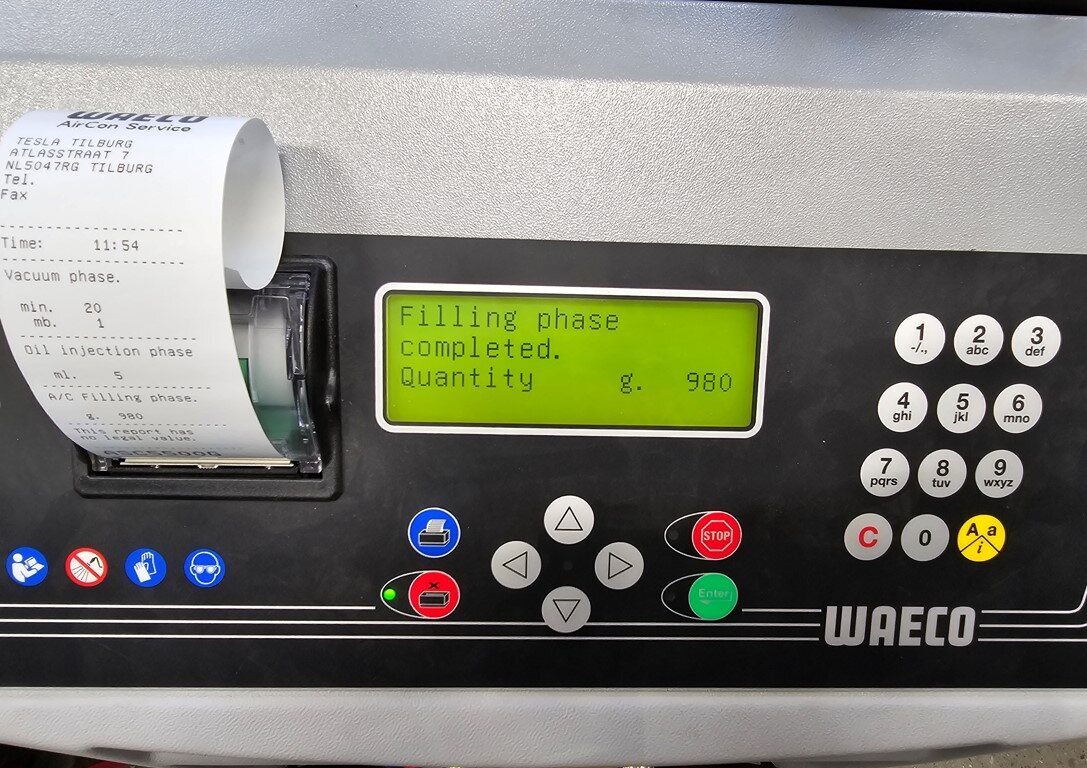 WAECO
AirCon Service
TESLA TILBURG
ATLASSTRAAT 7
NL5047RG TILBURG
Tel.
Fax
Time: 11:54
Vacuum phase.
min. 20
mb. 1
Oil injection phase
ml. 5
A/C Filling phase.
g. 980
This report has
no legal value.
Filling phase
completed.
Quantity g. 980
1 2 3
-/., abc def
4 5 6
ghi jkl mno
7 8 9
pqrs tuv wxyz
C 0 A a
i
STOP
Enter
WAECO